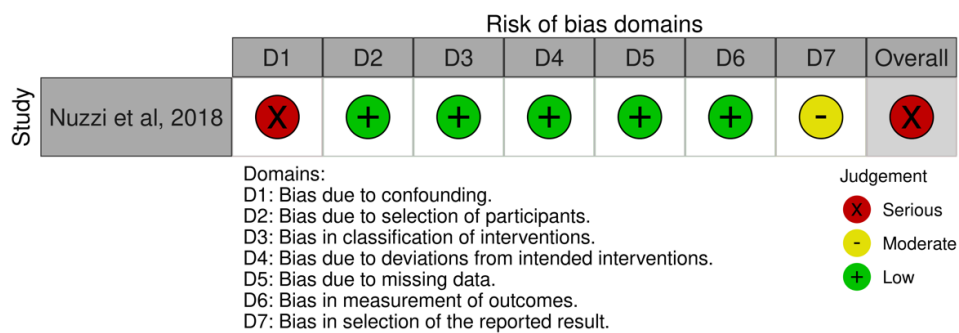 Risk of bias domains
D1 D2 D3 D4 D5 D6 D7 Overall
Study
Nuzzi et al, 2018 X + + + + + - X
Domains:
D1: Bias due to confounding.
D2: Bias due to selection of participants.
D3: Bias in classification of interventions.
D4: Bias due to deviations from intended interventions.
D5: Bias due to missing data.
D6: Bias in measurement of outcomes.
D7: Bias in selection of the reported result.
Judgement
X Serious
- Moderate
+ Low